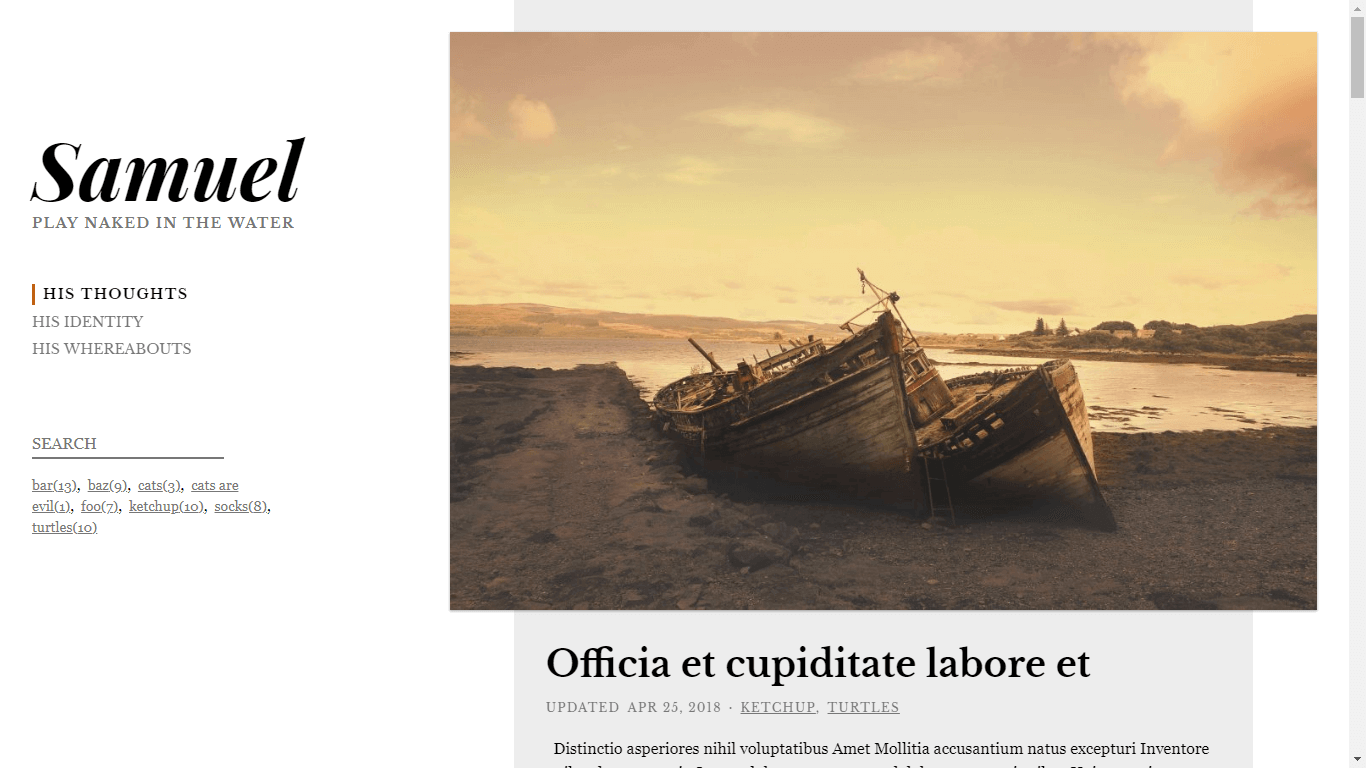 Samuel
PLAY NAKED IN THE WATER
HIS THOUGHTS
HIS IDENTITY
HIS WHEREABOUTS
SEARCH
bar(13), baz(9), cats(3), cats are
evil(1), foo(7), ketchup(10), socks(8),
turtles(10)
Officia et cupiditate labore et
UPDATED APR 25, 2018 · KETCHUP, TURTLES
Distinctio asperiores nihil voluptatibus Amet Mollitia accusantium natus excepturi Inventore